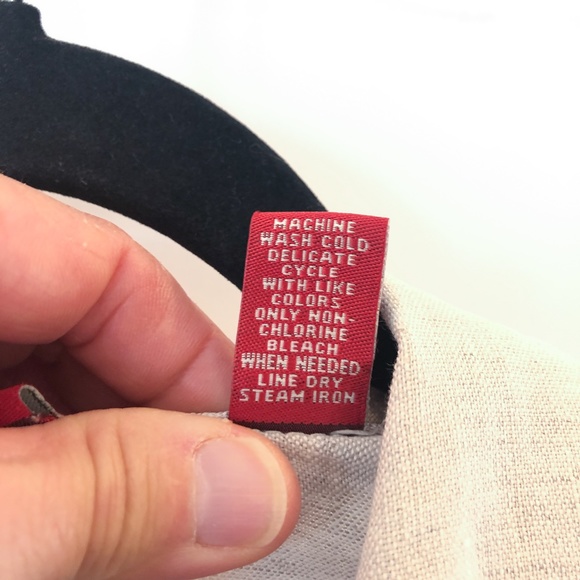 MACHINE
WASH COLD
DELICATE
CYCLE
WITH LIKE
COLORS
ONLY NON-
CHLORINE
BLEACH
WHEN NEEDED
LINE DRY
STEAM IRON